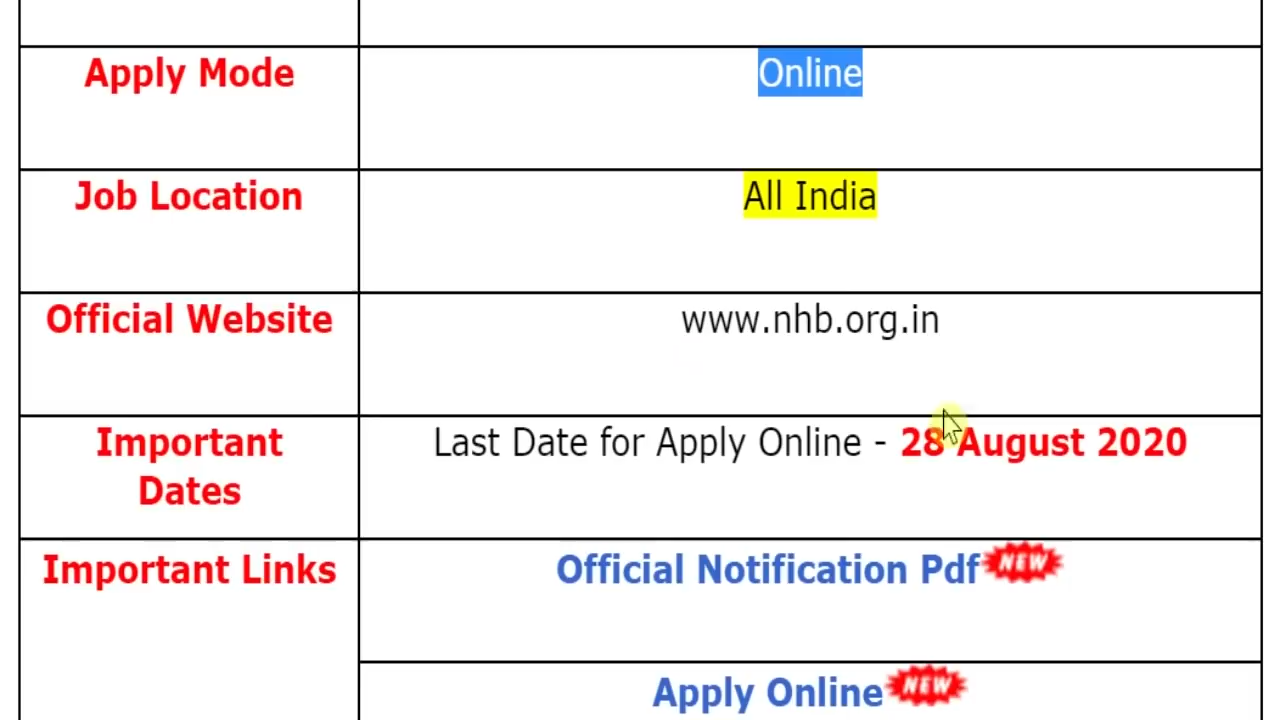 Apply Mode
Online
Job Location
All India
Official Website
www.nhb.org.in
Important
Dates
Last Date for Apply Online - 28 August 2020
Important Links
Official Notification Pdf NEW
Apply Online NEW